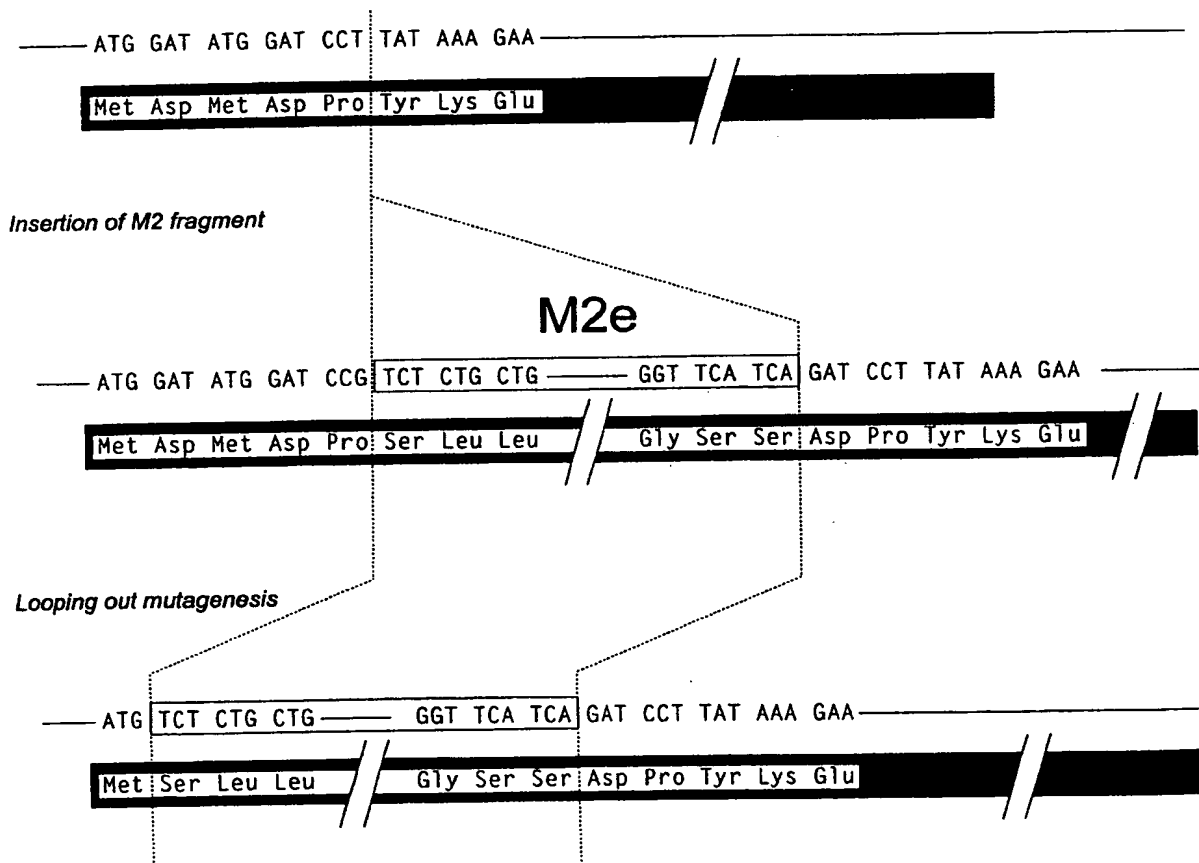 ATG GAT ATG GAT CCT TAT AAA GAA
Met Asp Met Asp Pro Tyr Lys Glu
Insertion of M2 fragment
M2e
ATG GAT ATG GAT CCG TCT CTG CTG GGT TCA TCA GAT CCT TAT AAA GAA
Met Asp Met Asp Pro Ser Leu Leu Gly Ser Ser Asp Pro Tyr Lys Glu
Looping out mutagenesis
ATG TCT CTG CTG GGT TCA TCA GAT CCT TAT AAA GAA
Met Ser Leu Leu Gly Ser Ser Asp Pro Tyr Lys Glu